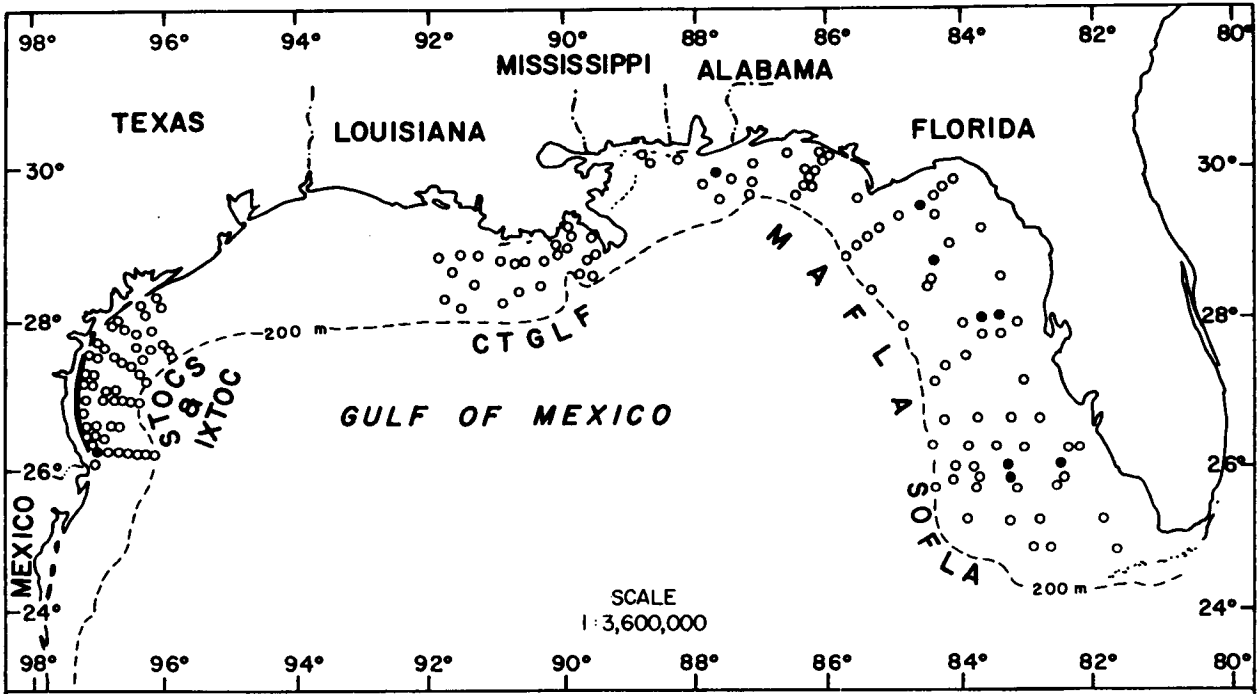 98° 96° 94° 92° 90° 88° 86° 84° 82° 80°
MISSISSIPPI ALABAMA
TEXAS LOUISIANA FLORIDA
30° 30°
MAFLA
28° 28°
200 m
CTGLF
STOCS
&
IXTOC
GULF OF MEXICO
26° 26°
SOFLA
MEXICO
200 m
SCALE
1:3,600,000
24° 24°
98° 96° 94° 92° 90° 88° 86° 84° 82° 80°